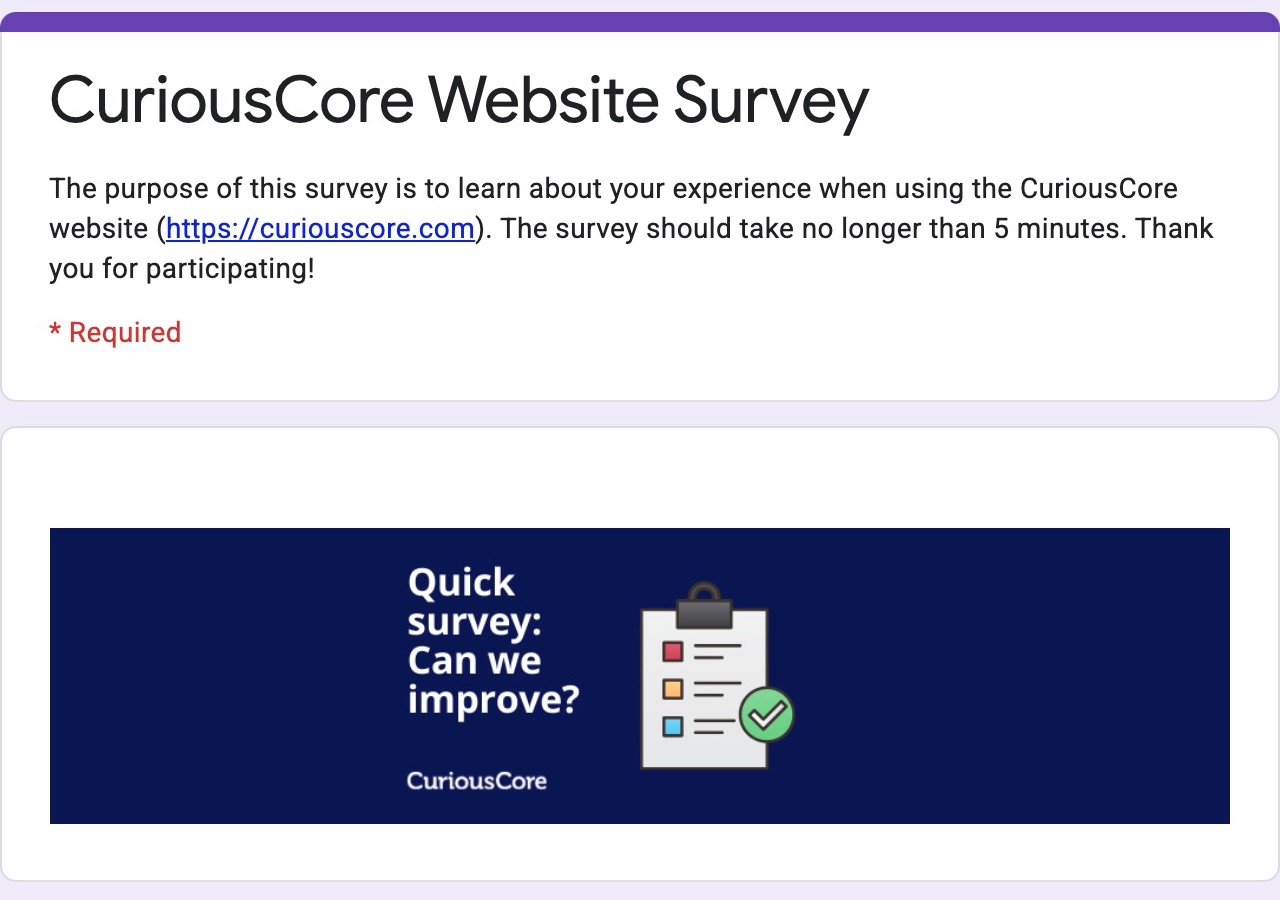 CuriousCore Website Survey
The purpose of this survey is to learn about your experience when using the CuriousCore
website (https://curiouscore.com). The survey should take no longer than 5 minutes. Thank
you for participating!
* Required
Quick
survey:
Can we
improve?
CuriousCore